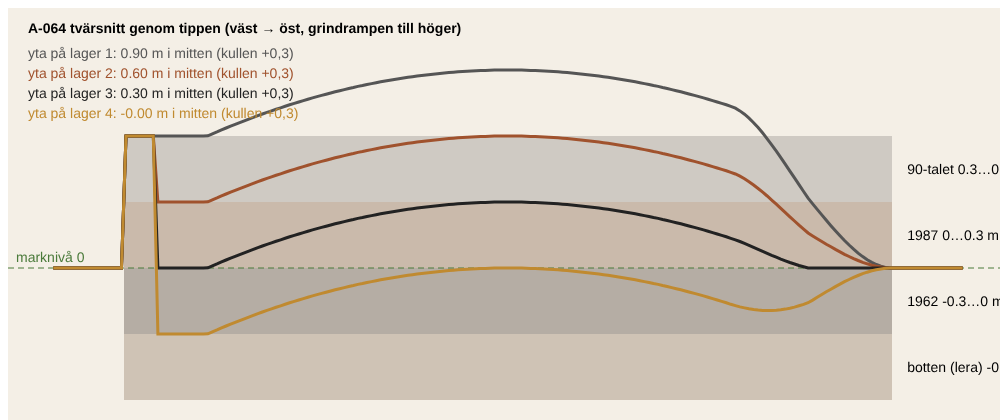 A-064 tvärsnitt genom tippen (väst → öst, grindrampen till höger)
yta på lager 1: 0.90 m i mitten (kullen +0,3)
yta på lager 2: 0.60 m i mitten (kullen +0,3)
yta på lager 3: 0.30 m i mitten (kullen +0,3)
yta på lager 4: -0.00 m i mitten (kullen +0,3)
90-talet 0.3…0
1987 0…0.3 m
marknivå 0
1962 -0.3…0 m
botten (lera) -0